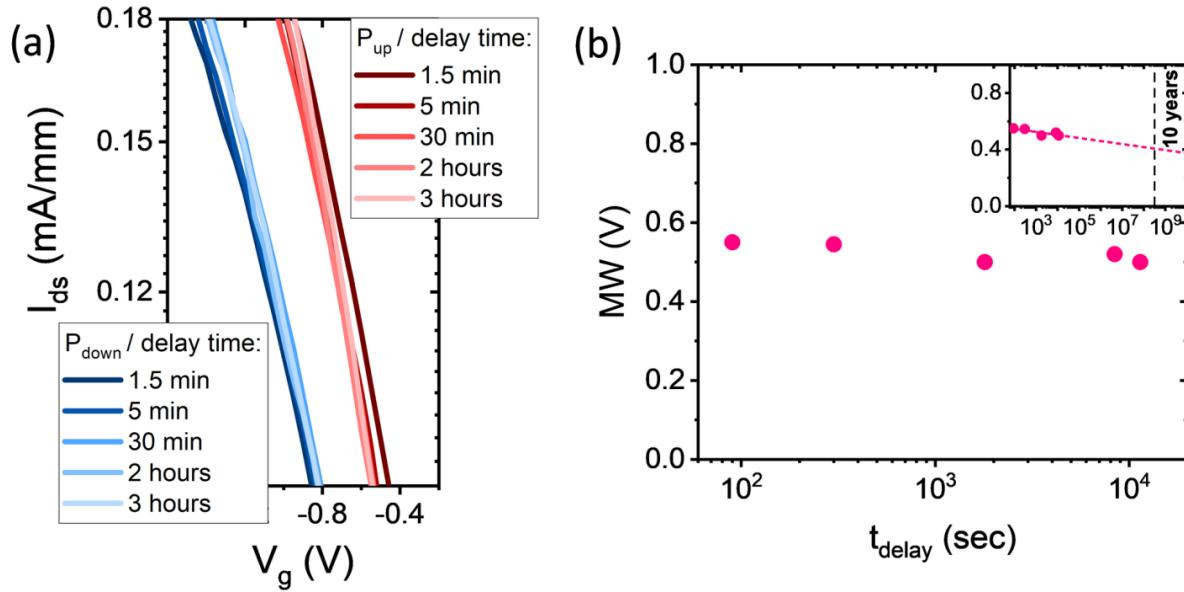 (a)
0.18
0.15
0.12
I_ds (mA/mm)
P_up / delay time:
1.5 min
5 min
30 min
2 hours
3 hours
P_down / delay time:
1.5 min
5 min
30 min
2 hours
3 hours
-0.8
-0.4
V_g (V)
(b)
1.0
0.8
0.6
0.4
0.2
0.0
MW (V)
10^2
10^3
10^4
t_delay (sec)
0.8
0.4
0.0
10^3
10^5
10^7
10^9
10 years